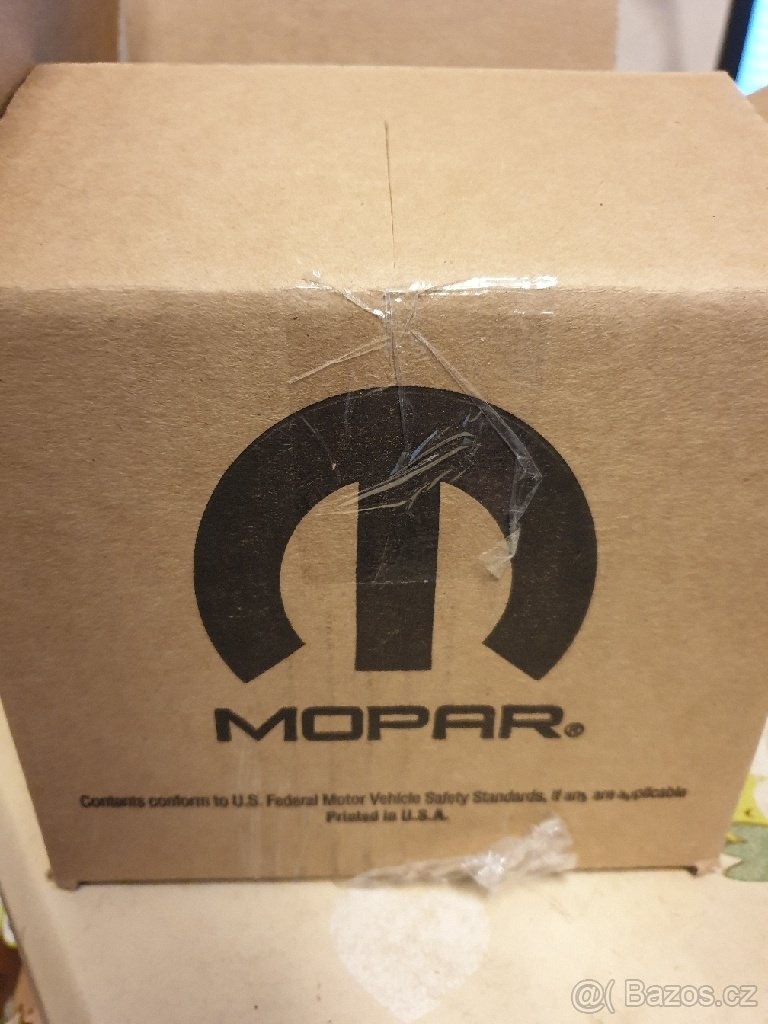 MOPAR®
Contents conform to U.S. Federal Motor Vehicle Safety Standards, if any are applicable
Printed in U.S.A.
@( Bazos.cz